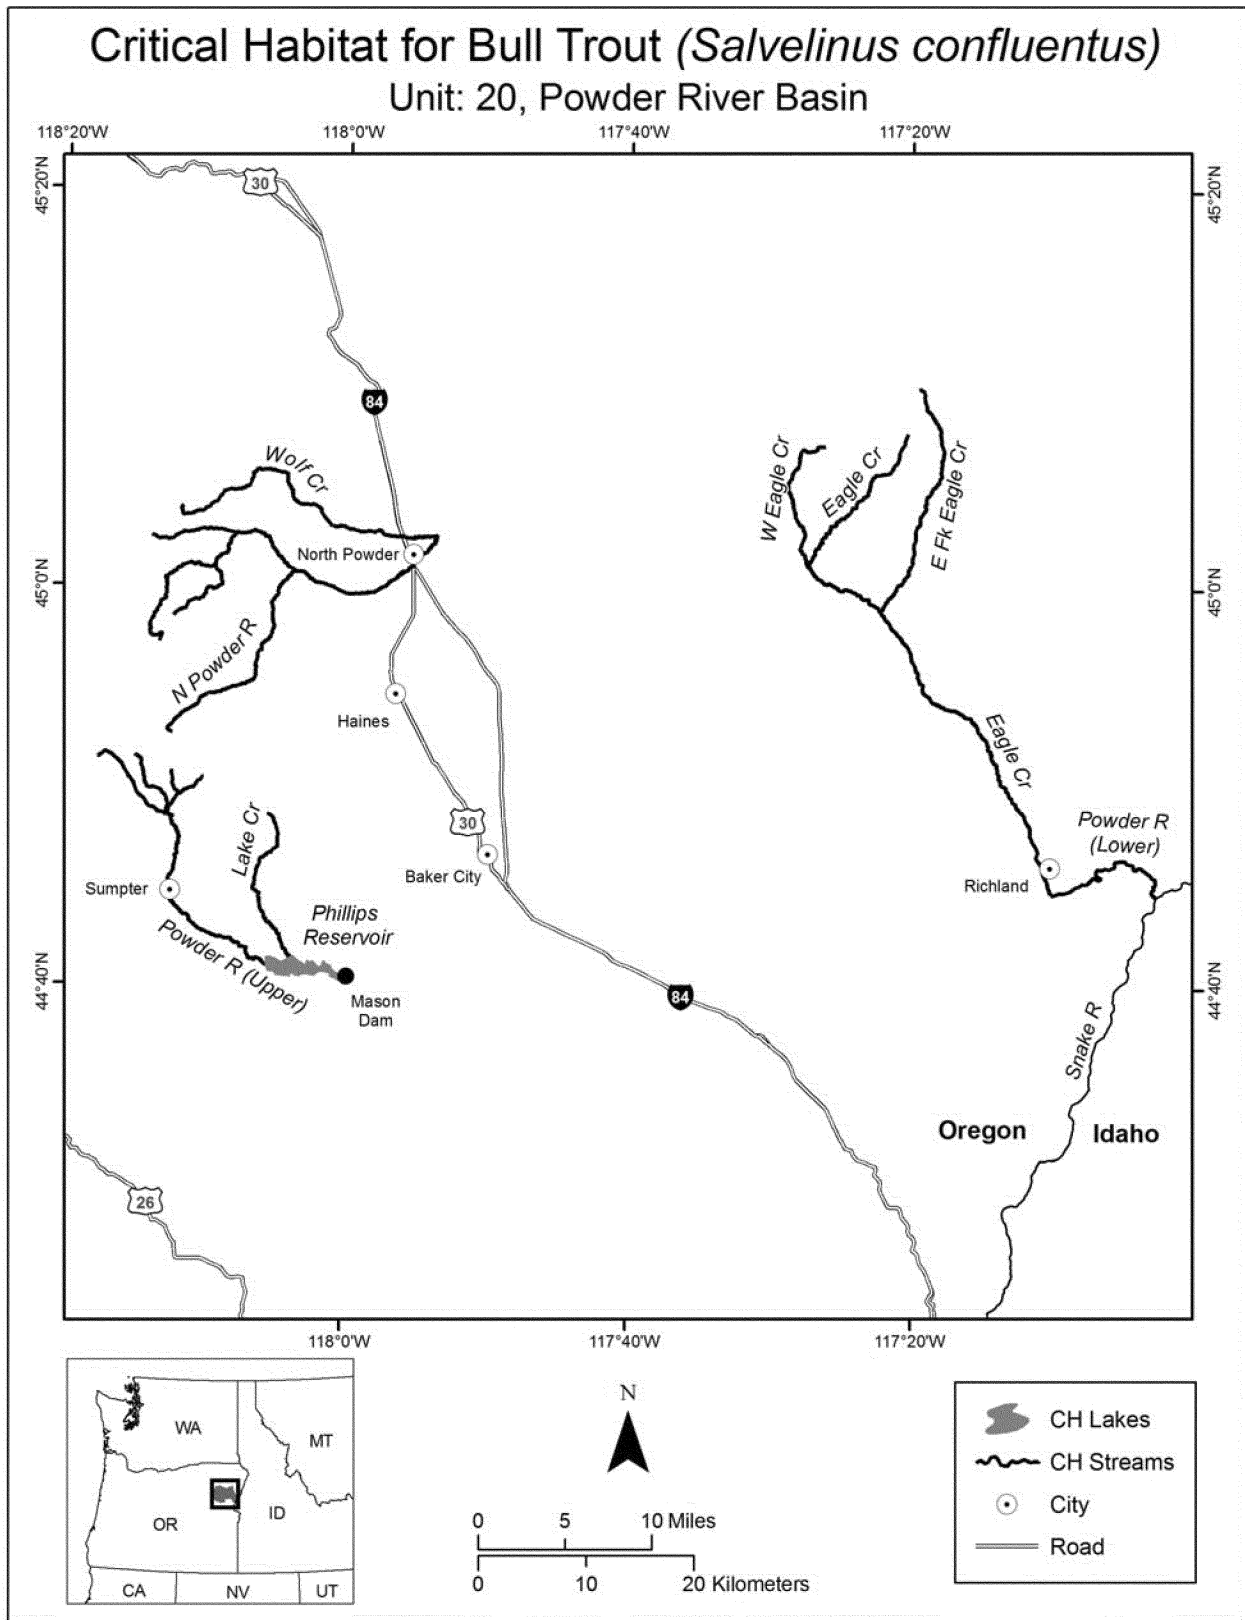 Critical Habitat for Bull Trout (Salvelinus confluentus)
Unit: 20, Powder River Basin
118°20'W
118°0'W
117°40'W
117°20'W
45°20'N
45°20'N
30
84
Wolf Cr
W Eagle Cr
Eagle Cr
E Fk Eagle Cr
North Powder
45°0'N
45°0'N
N Powder R
Haines
Eagle Cr
30
Lake Cr
Powder R
(Lower)
Baker City
Sumpter
Richland
Phillips
Reservoir
Powder R (Upper)
44°40'N
44°40'N
Mason
Dam
84
Snake R
Oregon
Idaho
26
118°0'W
117°40'W
117°20'W
WA
MT
OR
ID
CA
NV
UT
N
0
5
10 Miles
0
10
20 Kilometers
CH Lakes
CH Streams
City
Road